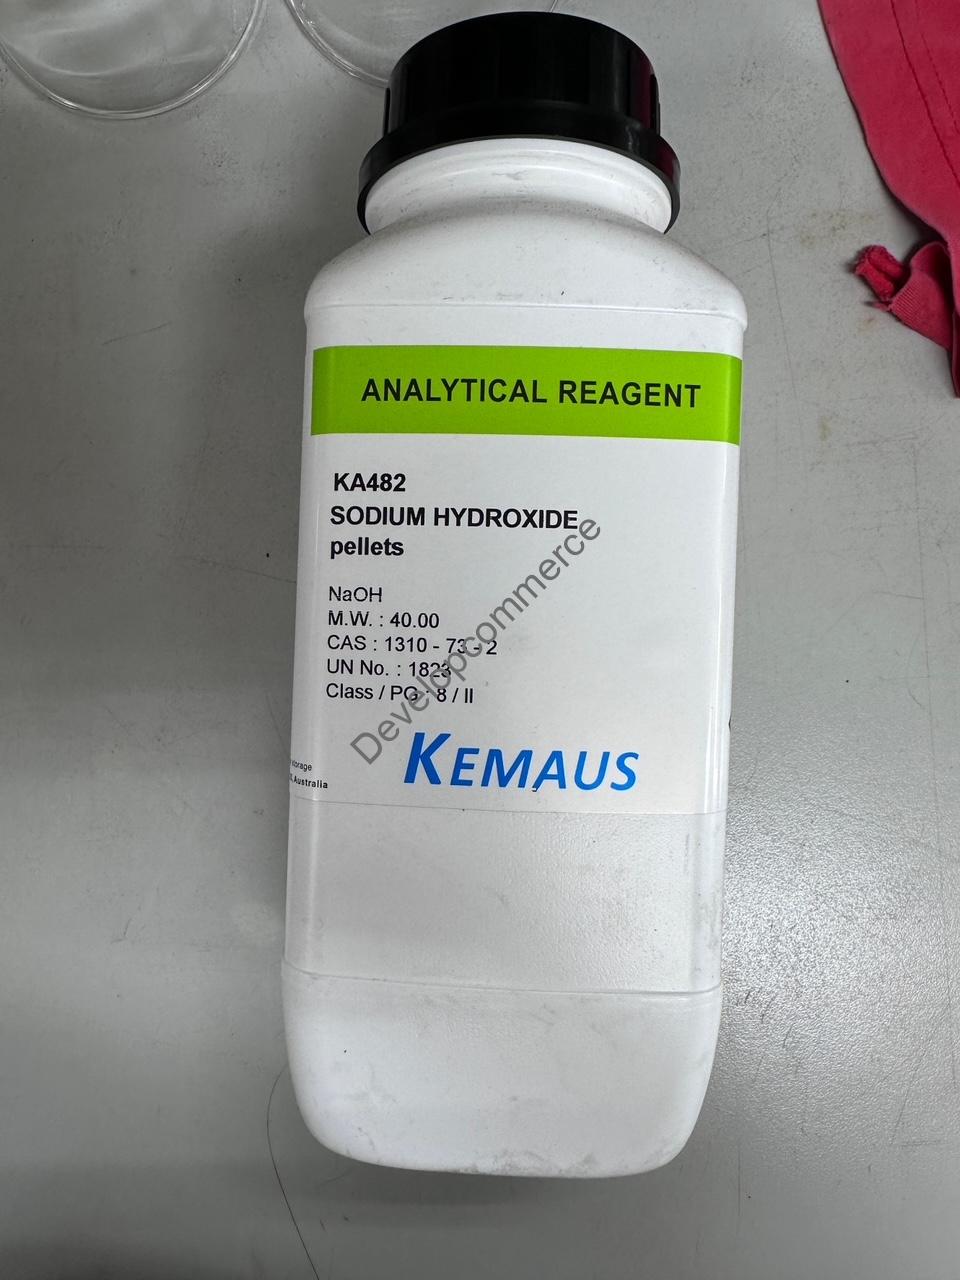 ANALYTICAL REAGENT
KA482
SODIUM HYDROXIDE
pellets
NaOH
M.W. : 40.00
CAS : 1310 - 73 - 2
UN No. : 1823
Class / PG : 8 / II
KEMAUS
storage
Australia
Developcommerce